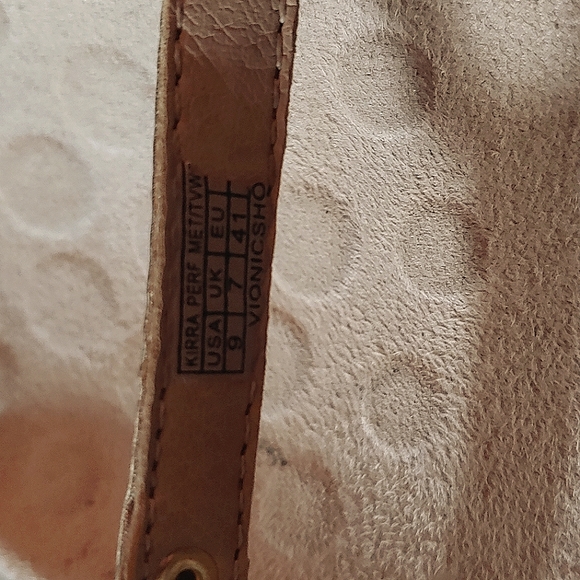 KIRRA PERF MET/TVW
USA UK EU
9 7 41
VIONICSHO